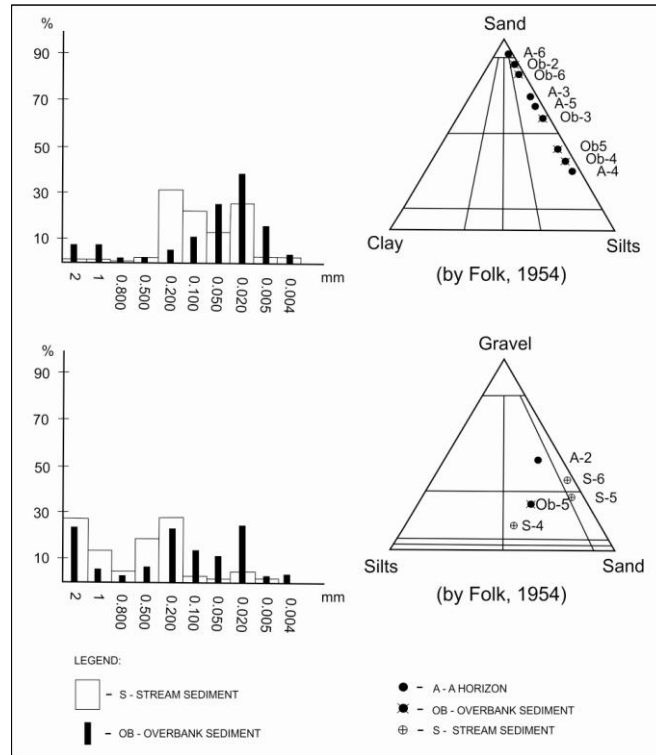 %
90
70
50
30
10
2
1
0.800
0.500
0.200
0.100
0.050
0.020
0.005
0.004
mm
Sand
A-6
Ob-2
Ob-6
A-3
A-5
Ob-3
Ob5
Ob-4
A-4
Clay
Silts
(by Folk, 1954)
%
90
70
50
30
10
2
1
0.800
0.500
0.200
0.100
0.050
0.020
0.005
0.004
mm
Gravel
A-2
S-6
S-5
Ob-5
S-4
Silts
Sand
(by Folk, 1954)
LEGEND:
- S - STREAM SEDIMENT
- OB - OVERBANK SEDIMENT
- A - A HORIZON
- OB - OVERBANK SEDIMENT
- S - STREAM SEDIMENT